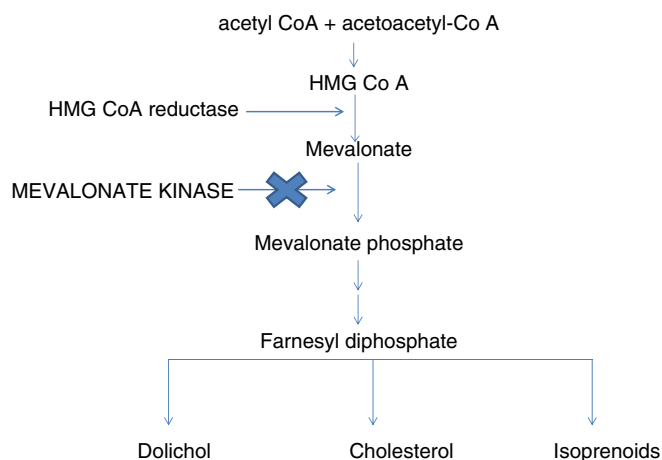 acetyl CoA + acetoacetyl-Co A
HMG Co A
HMG CoA reductase
Mevalonate
MEVALONATE KINASE
Mevalonate phosphate
Farnesyl diphosphate
Dolichol Cholesterol Isoprenoids